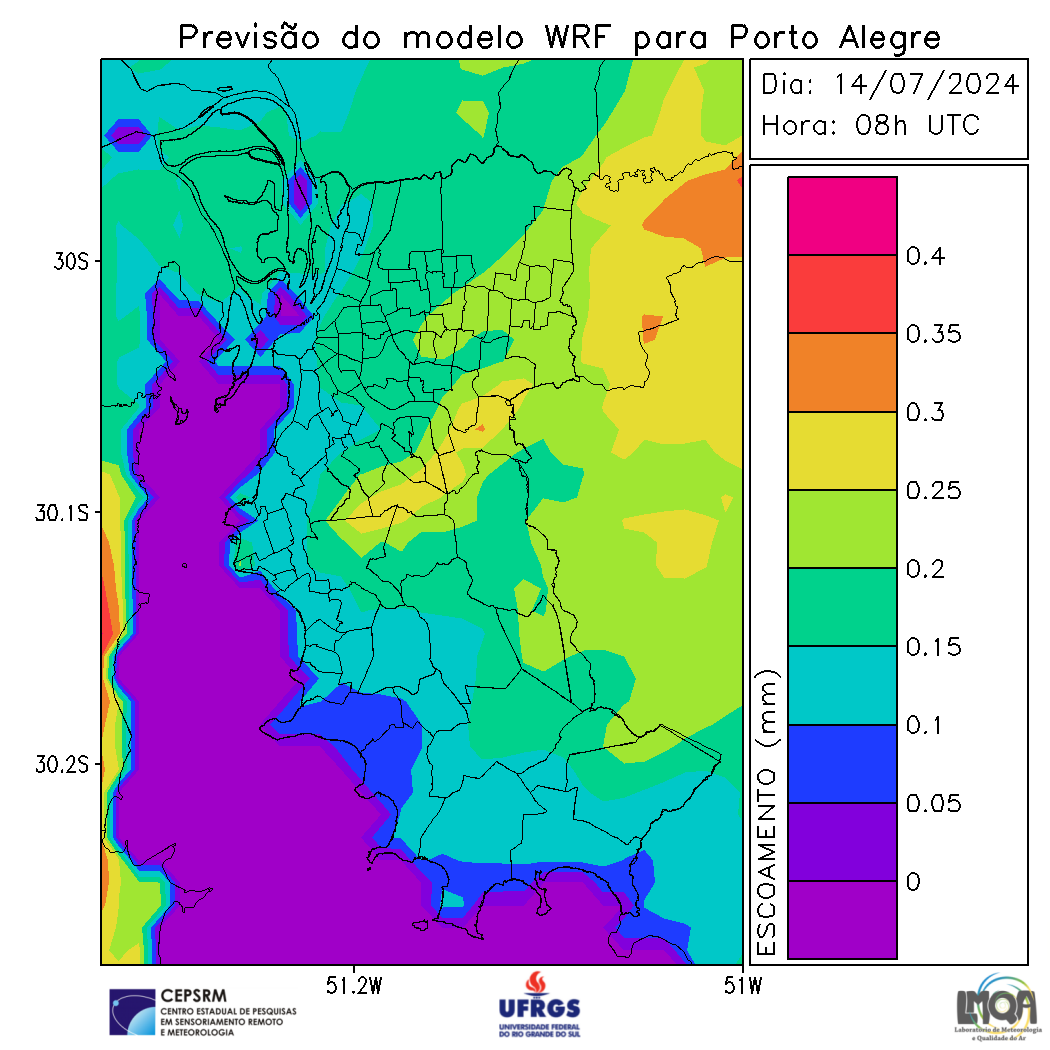 Previsão do modelo WRF para Porto Alegre
Dia: 14/07/2024
Hora: 08h UTC
30S
30.1S
30.2S
51.2W
51W
ESCOAMENTO (mm)
0.4
0.35
0.3
0.25
0.2
0.15
0.1
0.05
0
CEPSRM
CENTRO ESTADUAL DE PESQUISAS
EM SENSORIAMENTO REMOTO
E METEOROLOGIA
UFRGS
UNIVERSIDADE FEDERAL
DO RIO GRANDE DO SUL
LMQA
Laboratório de Meteorologia
e Qualidade do Ar